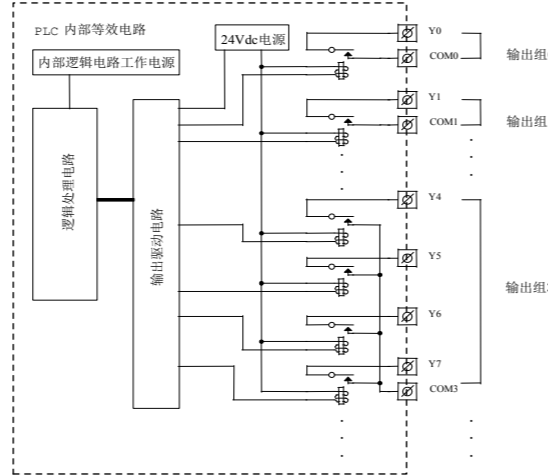 PLC 内部等效电路
内部逻辑电路工作电源
24Vdc电源
逻辑处理电路
输出驱动电路
Y0
COM0
输出组
Y1
COM1
输出组
Y4
Y5
输出组
Y6
Y7
COM3